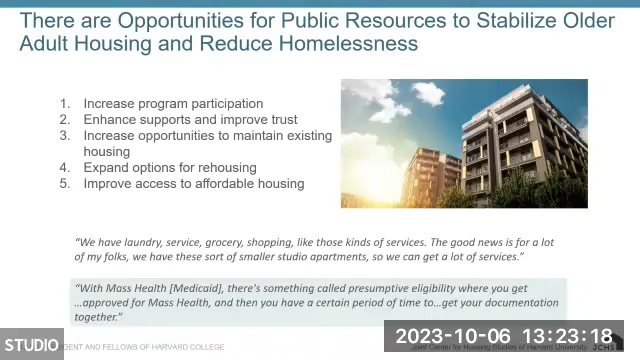 There are Opportunities for Public Resources to Stabilize Older
Adult Housing and Reduce Homelessness
1. Increase program participation
2. Enhance supports and improve trust
3. Increase opportunities to maintain existing
housing
4. Expand options for rehousing
5. Improve access to affordable housing
“We have laundry, service, grocery, shopping, like those kinds of services. The good news is for a lot
of my folks, we have these sort of smaller studio apartments, so we can get a lot of services.”
“With Mass Health [Medicaid], there's something called presumptive eligibility where you get
…approved for Mass Health, and then you have a certain period of time to…get your documentation
together.”
STUDIO
DENT AND FELLOWS OF HARVARD COLLEGE
2023-10-06 13:23:18
Joint Center for Housing Studies of Harvard University JCHS